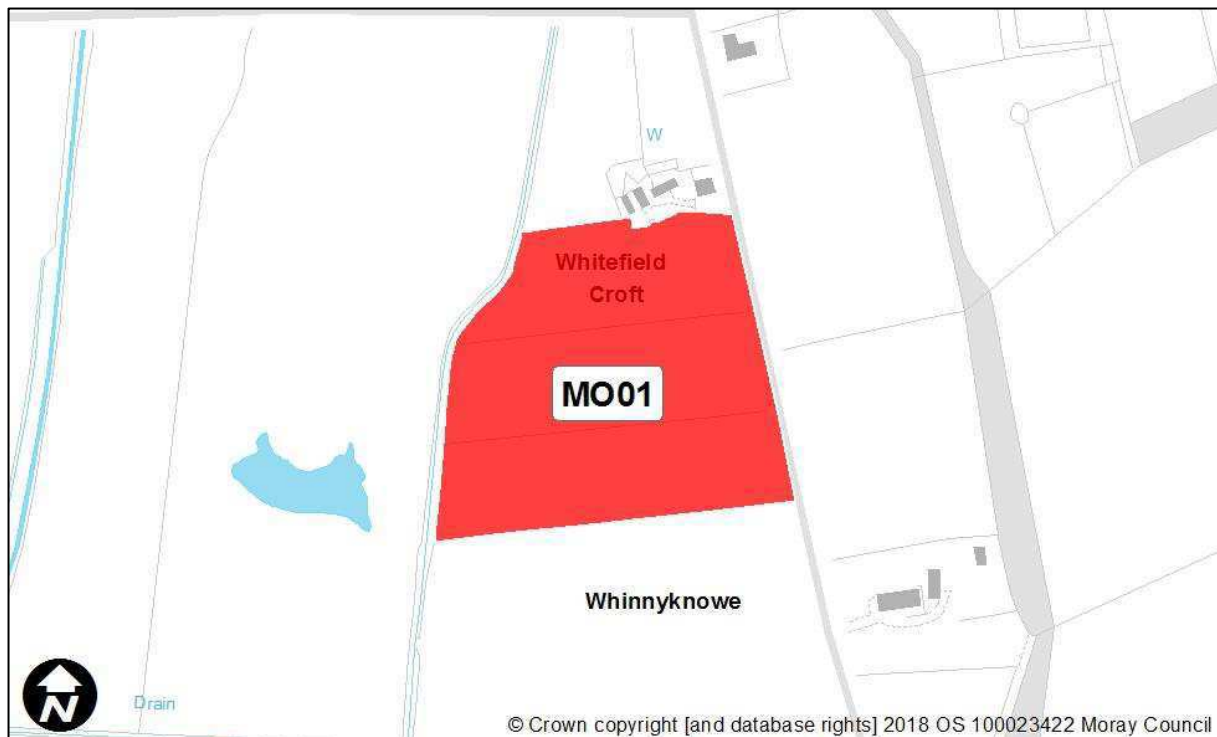 W
Whitefield
Croft
MO01
Whinnyknowe
N
Drain
© Crown copyright [and database rights] 2018 OS 100023422 Moray Council